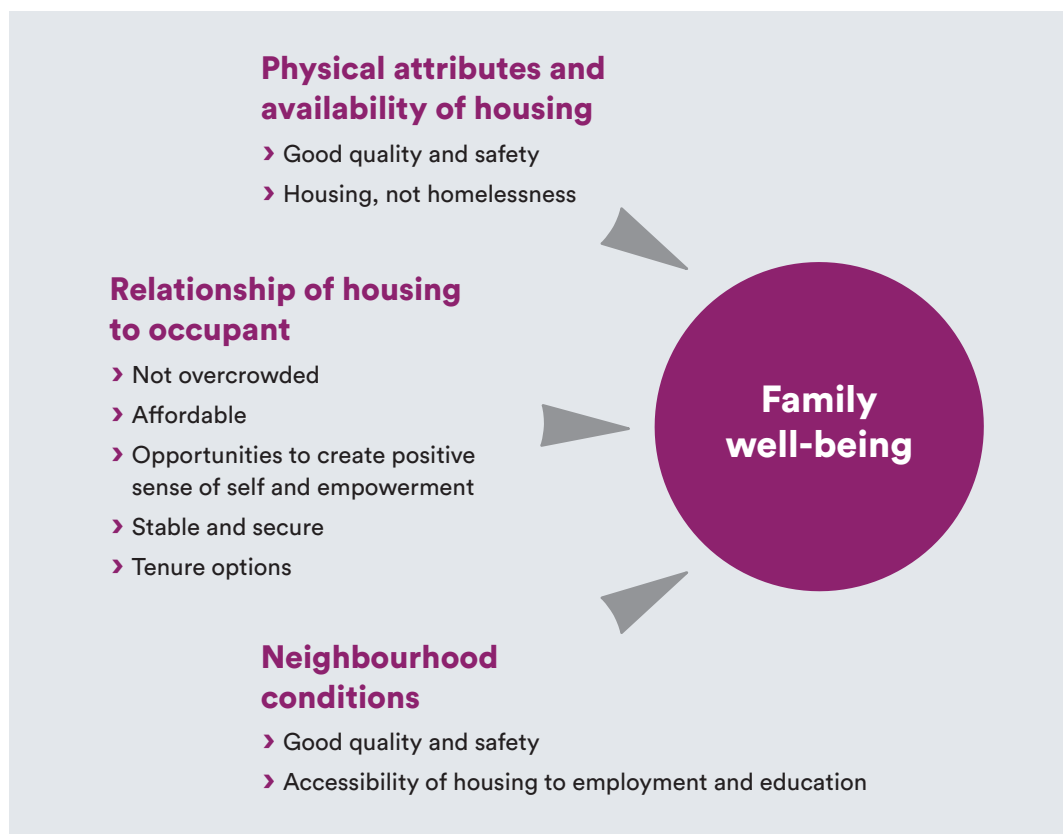 Physical attributes and
availability of housing
› Good quality and safety
› Housing, not homelessness
Relationship of housing
to occupant
› Not overcrowded
› Affordable
› Opportunities to create positive
sense of self and empowerment
› Stable and secure
› Tenure options
Family
well-being
Neighbourhood
conditions
› Good quality and safety
› Accessibility of housing to employment and education